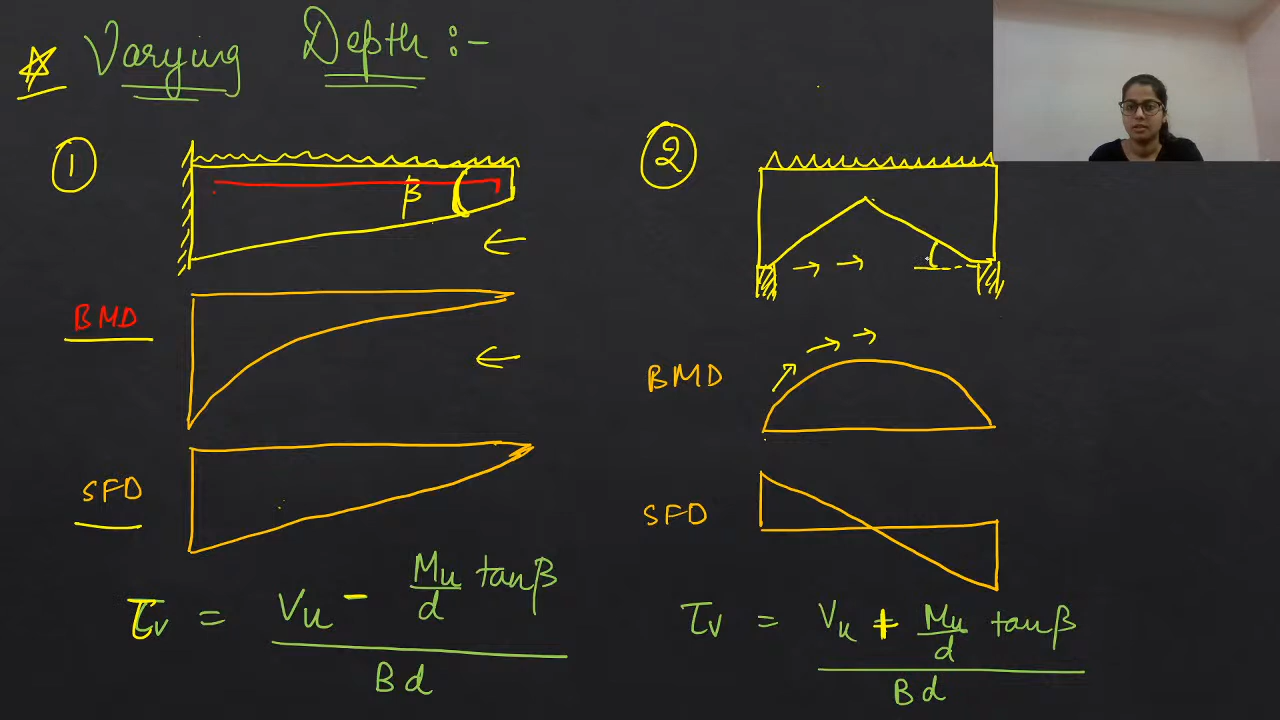 ☆ Varying Depth :-
1
β
BMD
SFD
τv = (Vu - Mu/d tanβ) / Bd
2
BMD
SFD
τv = (Vu + Mu/d tanβ) / Bd